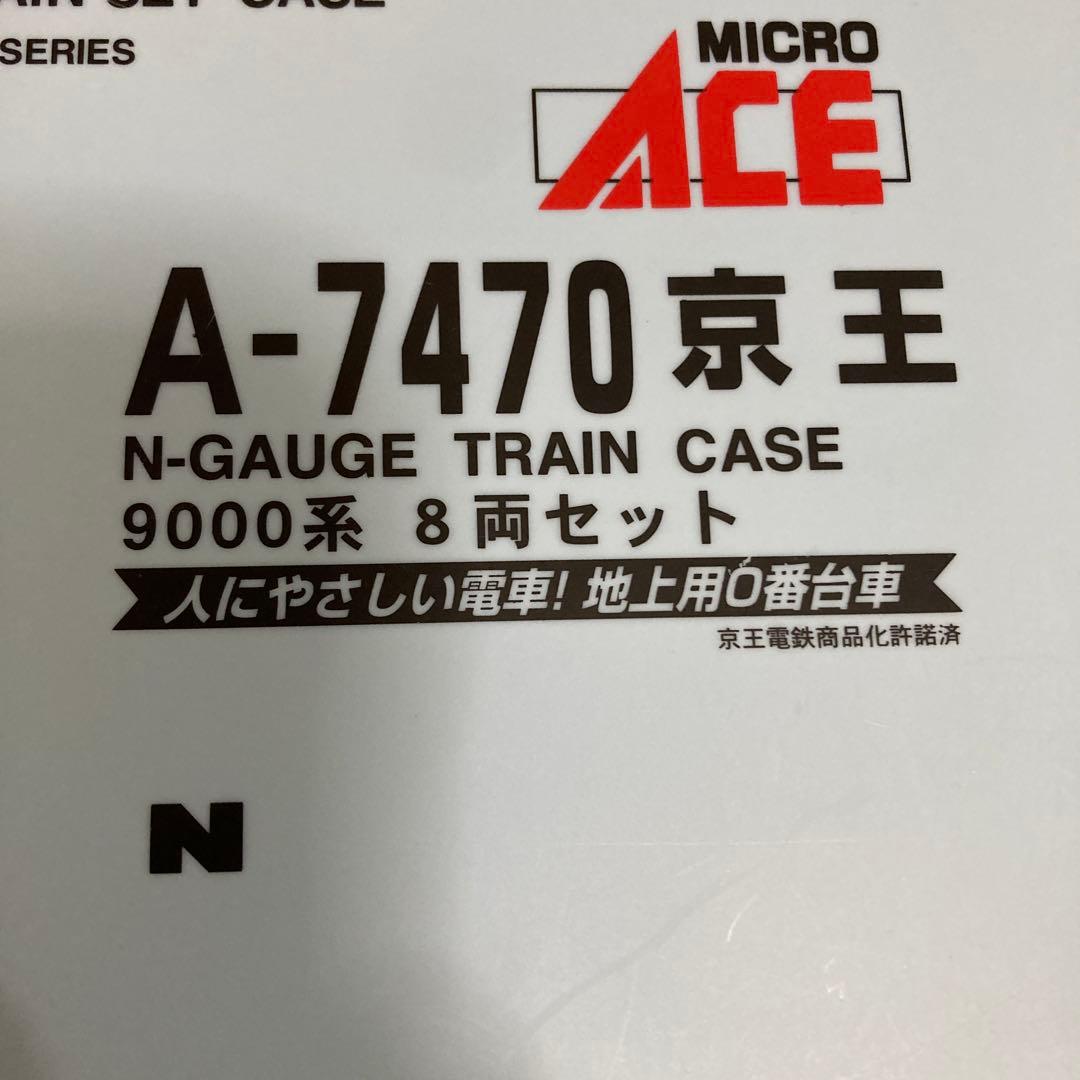 SET CASE
SERIES
MICRO
ACE
A-7470 京王
N-GAUGE TRAIN CASE
9000系 8両セット
人にやさしい電車! 地上用0番台車
京王電鉄商品化許諾済
N